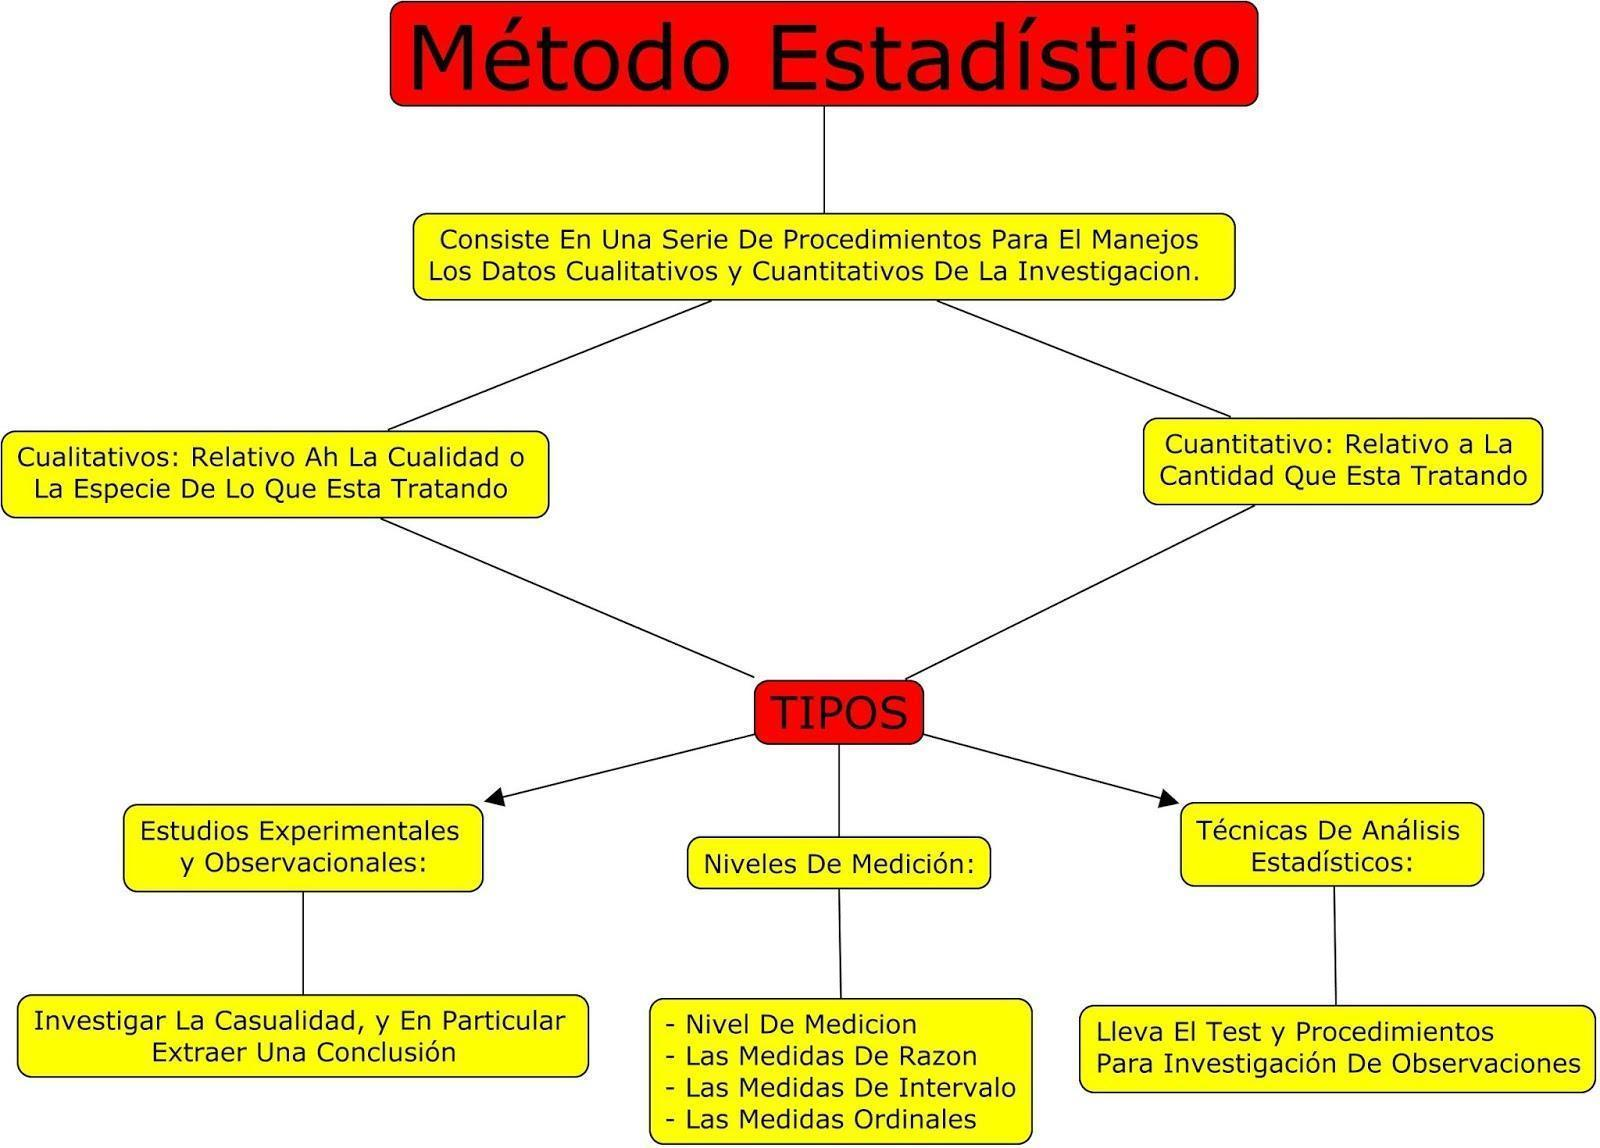 Método Estadístico
Consiste En Una Serie De Procedimientos Para El Manejos
Los Datos Cualitativos y Cuantitativos De La Investigacion.
Cualitativos: Relativo Ah La Cualidad o
La Especie De Lo Que Esta Tratando
Cuantitativo: Relativo a La
Cantidad Que Esta Tratando
TIPOS
Estudios Experimentales
y Observacionales:
Niveles De Medición:
Técnicas De Análisis
Estadísticos:
Investigar La Casualidad, y En Particular
Extraer Una Conclusión
- Nivel De Medicion
- Las Medidas De Razon
- Las Medidas De Intervalo
- Las Medidas Ordinales
Lleva El Test y Procedimientos
Para Investigación De Observaciones